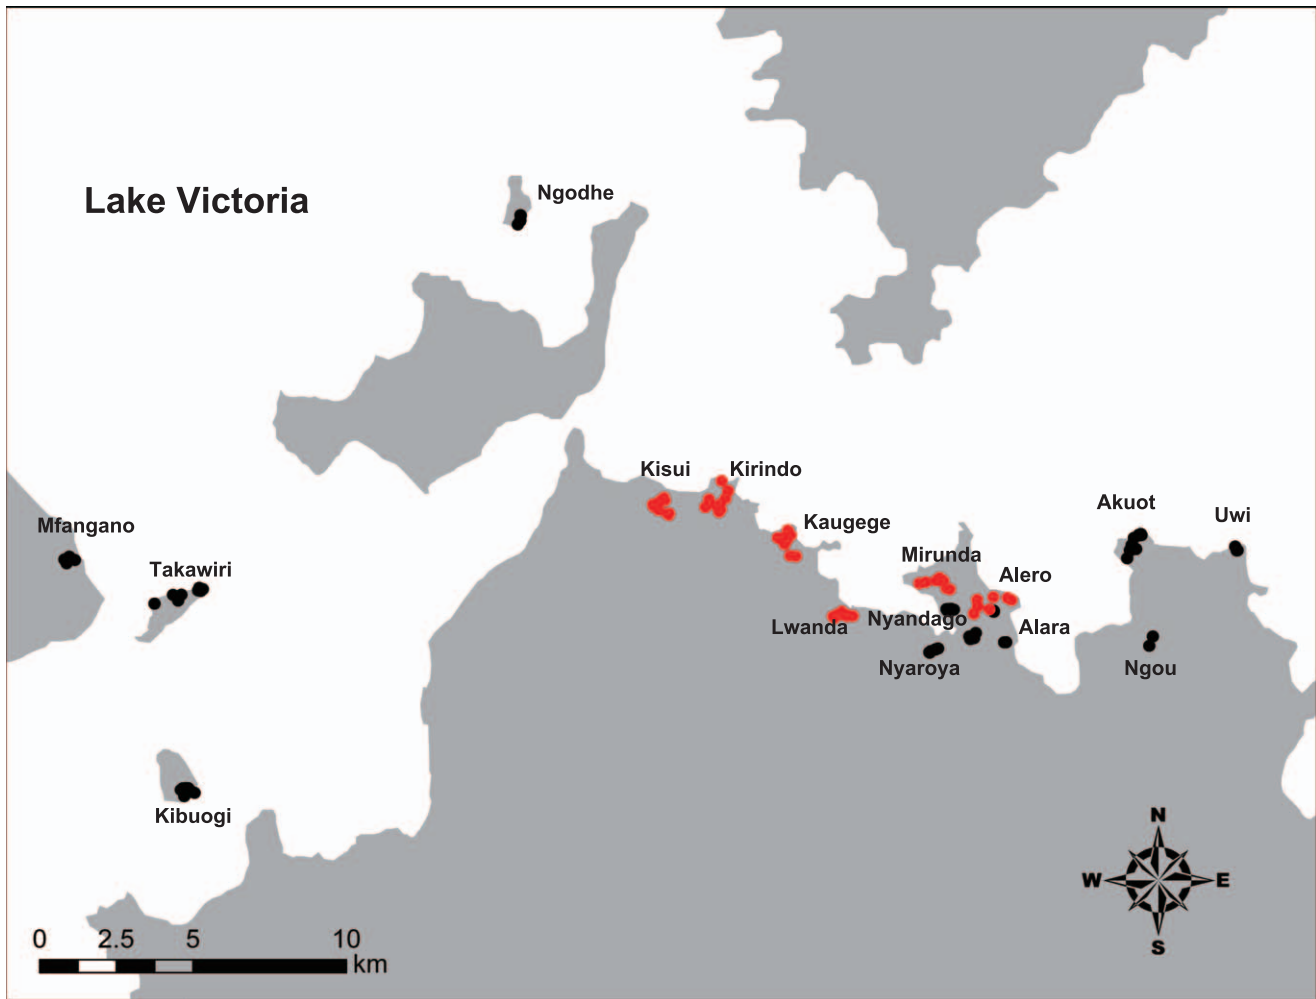 Lake Victoria
Ngodhe
Kisui
Kirindo
Mfangano
Kaugege
Akuot
Uwi
Takawiri
Mirunda
Alero
Lwanda
Nyandago
Alara
Nyaroya
Ngou
Kibuogi
N
W
E
S
0 2.5 5 10
km